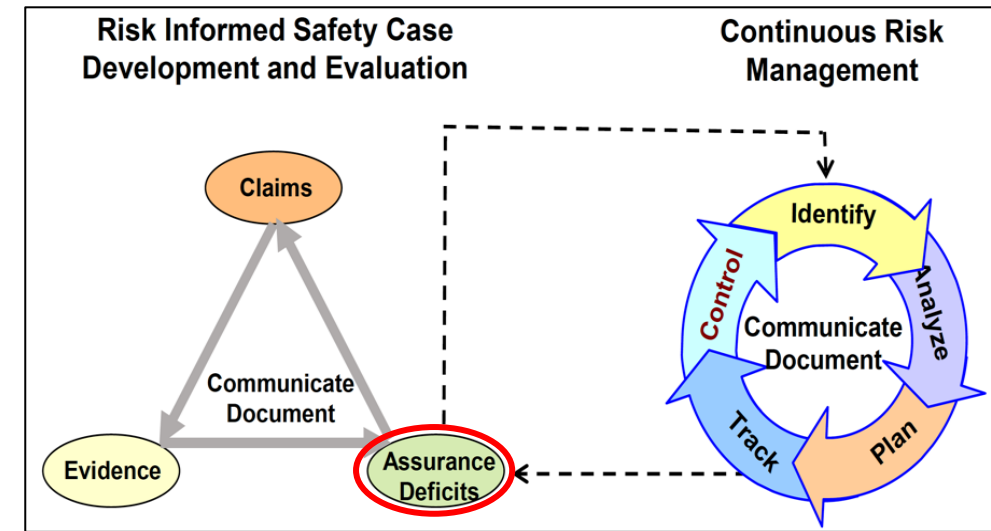 Risk Informed Safety Case
Development and Evaluation
Continuous Risk
Management
Claims
Communicate
Document
Evidence
Assurance
Deficits
Identify
Analyze
Plan
Track
Control
Communicate
Document